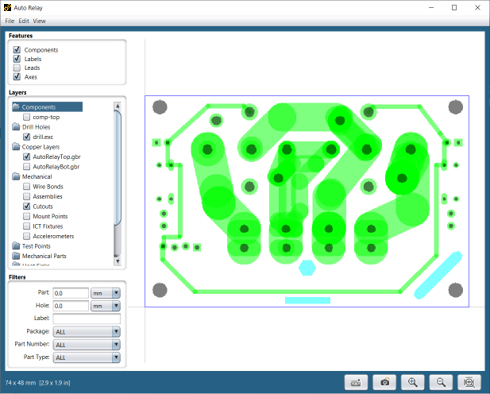 Auto Relay
File Edit View
Features
Components
Labels
Leads
Axes
Layers
Components
comp-top
Drill Holes
drill.exc
Copper Layers
AutoRelayTop.gbr
AutoRelayBot.gbr
Mechanical
Wire Bonds
Assemblies
Cutouts
Mount Points
ICT Fixtures
Accelerometers
Test Points
Mechanical Parts
Filters
Part: 0.0 mm
Hole: 0.0 mm
Label:
Package: ALL
Part Number: ALL
Part Type: ALL
74 x 48 mm [2.9 x 1.9 in]